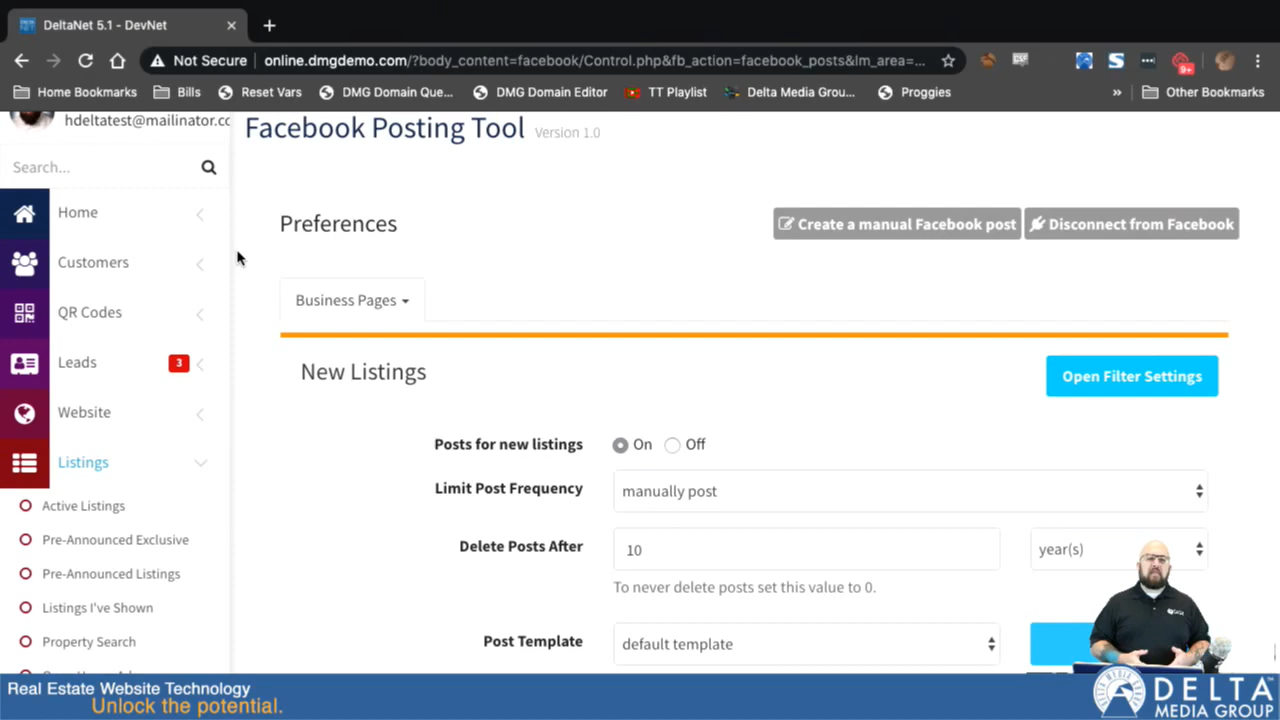 DeltaNet 5.1 - DevNet
Not Secure | online.dmgdemo.com/?body_content=facebook/Control.php&fb_action=facebook_posts&lm_area=...
9+
Home Bookmarks Bills Reset Vars DMG Domain Que... DMG Domain Editor TT Playlist Delta Media Grou... Proggies » Other Bookmarks
hdeltatest@mailinator.cc
Facebook Posting Tool Version 1.0
Search...
Preferences
Create a manual Facebook post
Disconnect from Facebook
Home
Customers
QR Codes
Leads 3
Website
Listings
Active Listings
Pre-Announced Exclusive
Pre-Announced Listings
Listings I've Shown
Property Search
Business Pages
New Listings
Open Filter Settings
Posts for new listings On Off
Limit Post Frequency manually post
Delete Posts After 10 year(s)
To never delete posts set this value to 0.
Post Template default template
Real Estate Website Technology
Unlock the potential.
DELTA
MEDIA GROUP